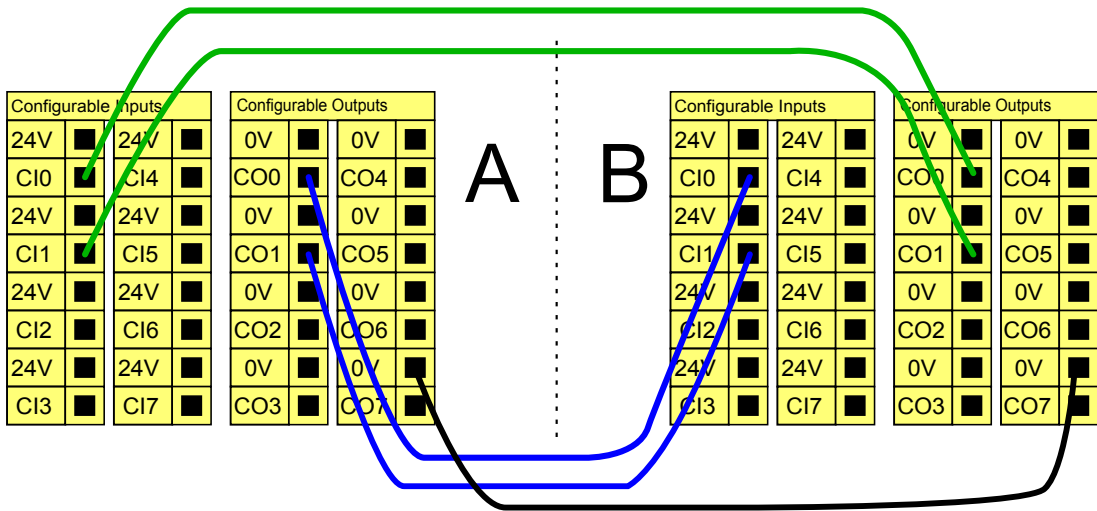 Configurable Inputs Configurable Outputs Configurable Inputs Configurable Outputs
24V 24V 0V 0V A B 24V 24V 0V 0V
CI0 CI4 CO0 CO4 CI0 CI4 CO0 CO4
24V 24V 0V 0V 24V 24V 0V 0V
CI1 CI5 CO1 CO5 CI1 CI5 CO1 CO5
24V 24V 0V 0V 24V 24V 0V 0V
CI2 CI6 CO2 CO6 CI2 CI6 CO2 CO6
24V 24V 0V 0V 24V 24V 0V 0V
CI3 CI7 CO3 CO7 CI3 CI7 CO3 CO7